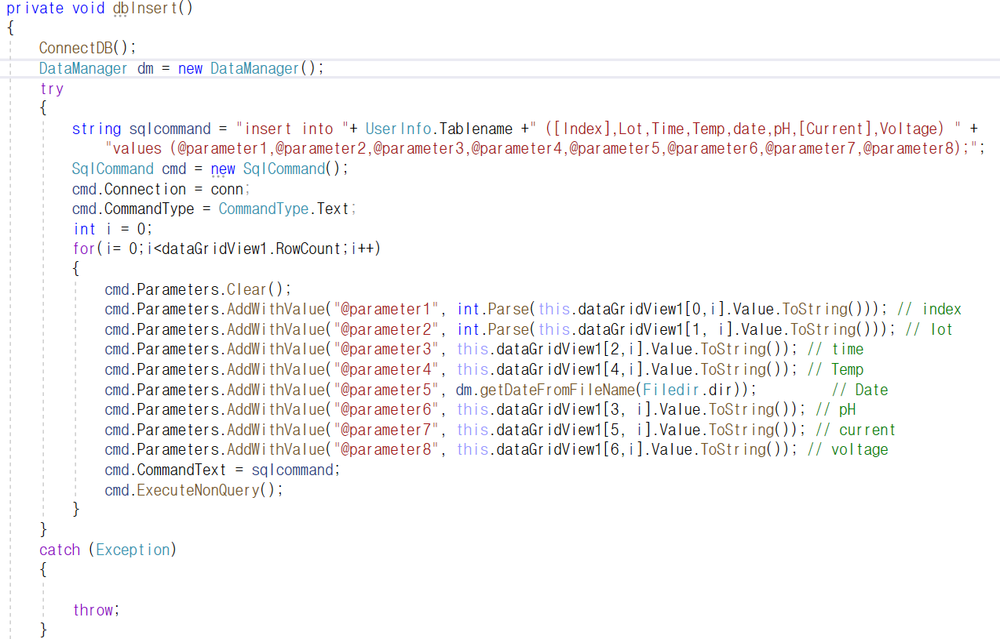 private void dbInsert()
{
ConnectDB();
DataManager dm = new DataManager();
try
{
string sqlcommand = "insert into "+ UserInfo.Tablename +" ([Index],Lot,Time,Temp,date,pH,[Current],Voltage) " +
"values (@parameter1,@parameter2,@parameter3,@parameter4,@parameter5,@parameter6,@parameter7,@parameter8);";
SqlCommand cmd = new SqlCommand();
cmd.Connection = conn;
cmd.CommandType = CommandType.Text;
int i = 0;
for(i= 0;i<dataGridView1.RowCount;i++)
{
cmd.Parameters.Clear();
cmd.Parameters.AddWithValue("@parameter1", int.Parse(this.dataGridView1[0,i].Value.ToString())); // index
cmd.Parameters.AddWithValue("@parameter2", int.Parse(this.dataGridView1[1, i].Value.ToString())); // lot
cmd.Parameters.AddWithValue("@parameter3", this.dataGridView1[2,i].Value.ToString()); // time
cmd.Parameters.AddWithValue("@parameter4", this.dataGridView1[4,i].Value.ToString()); // Temp
cmd.Parameters.AddWithValue("@parameter5", dm.getDateFromFileName(Filedir.dir)); // Date
cmd.Parameters.AddWithValue("@parameter6", this.dataGridView1[3, i].Value.ToString()); // pH
cmd.Parameters.AddWithValue("@parameter7", this.dataGridView1[5, i].Value.ToString()); // current
cmd.Parameters.AddWithValue("@parameter8", this.dataGridView1[6,i].Value.ToString()); // voltage
cmd.CommandText = sqlcommand;
cmd.ExecuteNonQuery();
}
}
catch (Exception)
{
throw;
}